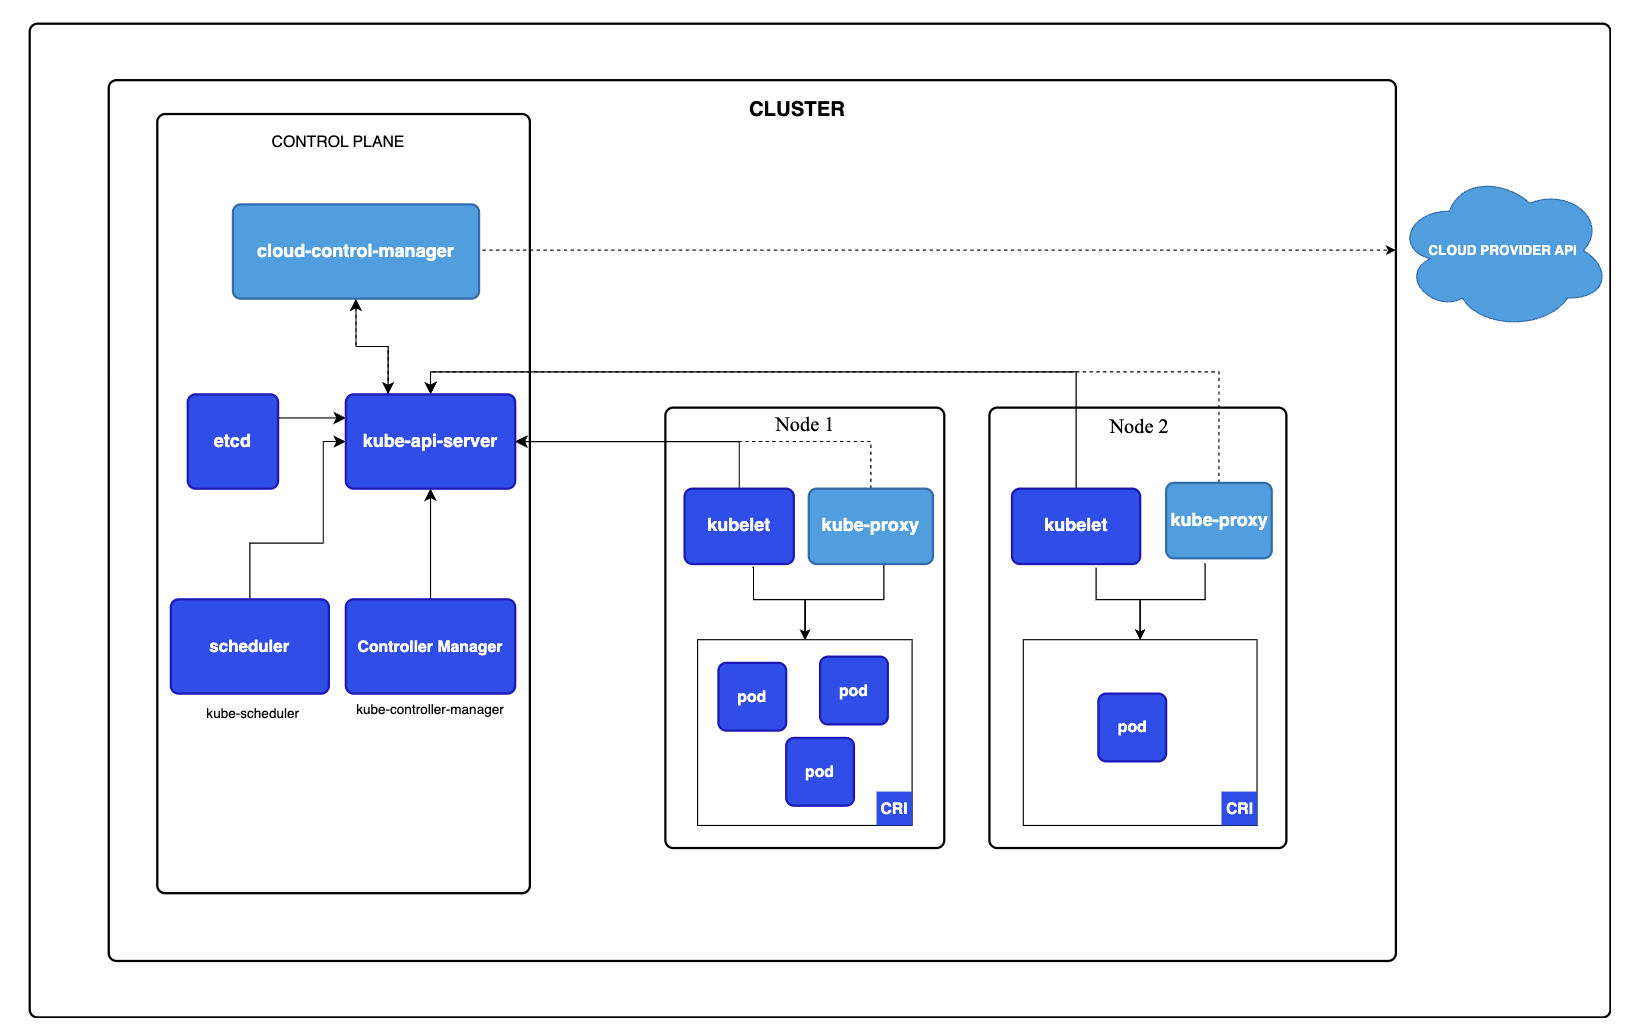 CLUSTER
CONTROL PLANE
cloud-control-manager
CLOUD PROVIDER API
etcd
kube-api-server
Node 1
Node 2
kubelet
kube-proxy
kubelet
kube-proxy
scheduler
Controller Manager
kube-scheduler
kube-controller-manager
pod
pod
pod
CRI
pod
CRI